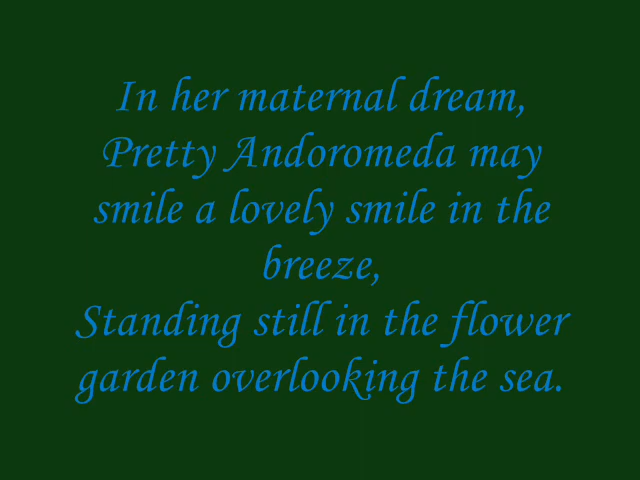 In her maternal dream,
Pretty Andoromeda may
smile a lovely smile in the
breeze,
Standing still in the flower
garden overlooking the sea.